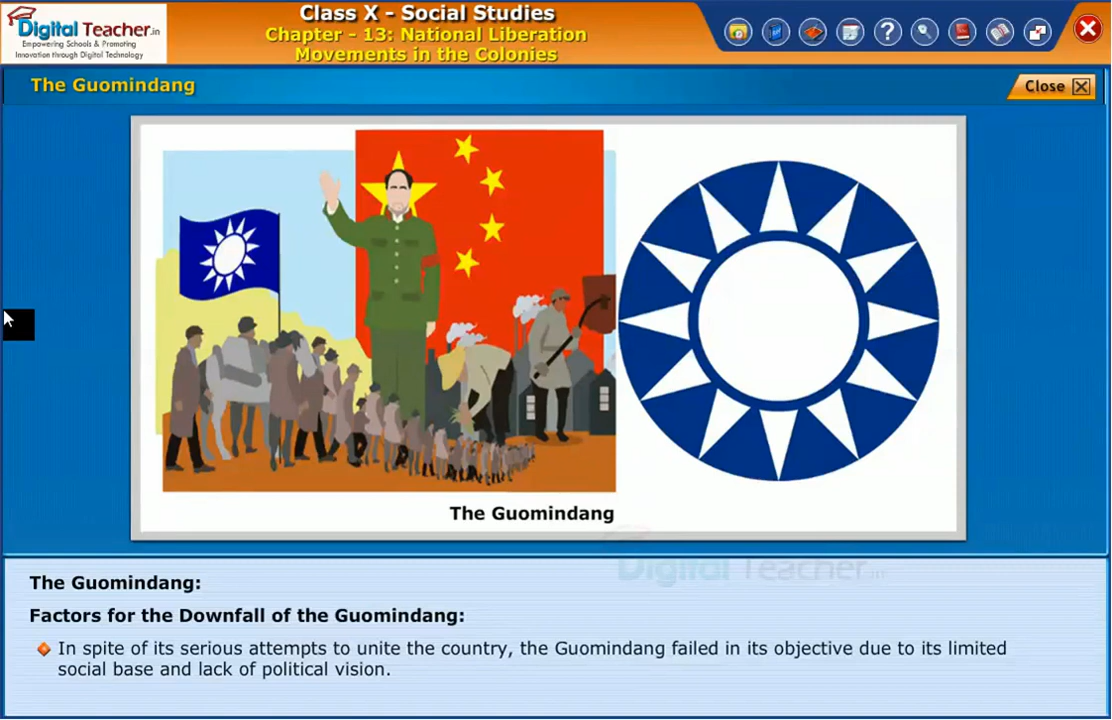 Digital Teacher.in
Empowering Schools & Promoting
Innovation through Digital Technology
Class X - Social Studies
Chapter - 13: National Liberation
Movements in the Colonies
The Guomindang
Close
The Guomindang
Digital Teacher.in
The Guomindang:
Factors for the Downfall of the Guomindang:
In spite of its serious attempts to unite the country, the Guomindang failed in its objective due to its limited
social base and lack of political vision.